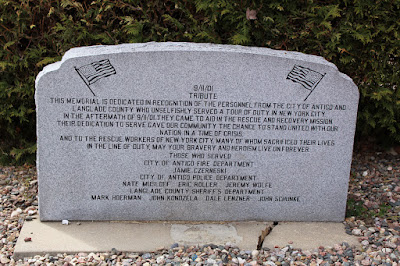 9/11/01
TRIBUTE
THIS MEMORIAL IS DEDICATED IN RECOGNITION OF THE PERSONNEL FROM THE CITY OF ANTIGO AND
LANGLADE COUNTY WHO UNSELFISHLY SERVED A TOUR OF DUTY IN NEW YORK CITY.
IN THE AFTERMATH OF 9/11/01, THEY CAME TO AID IN THE RESCUE AND RECOVERY MISSION.
THEIR DEDICATION TO SERVE GAVE OUR COMMUNITY THE CHANCE TO STAND UNITED WITH OUR
NATION IN A TIME OF CRISIS.
AND TO THE RESCUE WORKERS OF NEW YORK CITY, MANY OF WHOM SACRIFICED THEIR LIVES
IN THE LINE OF DUTY, MAY YOUR BRAVERY AND HEROISM LIVE ON FOREVER.
THOSE WHO SERVED
CITY OF ANTIGO FIRE DEPARTMENT
JAMIE CZERNESKI
CITY OF ANTIGO POLICE DEPARTMENT
NATE ERIC ROLLER JEREMY WOLFE
LANGLADE COUNTY SHERIFF'S DEPARTMENT
MARK HOERMAN JOHN KONDZELA DALE LENZNER JOHN SCHUNKE